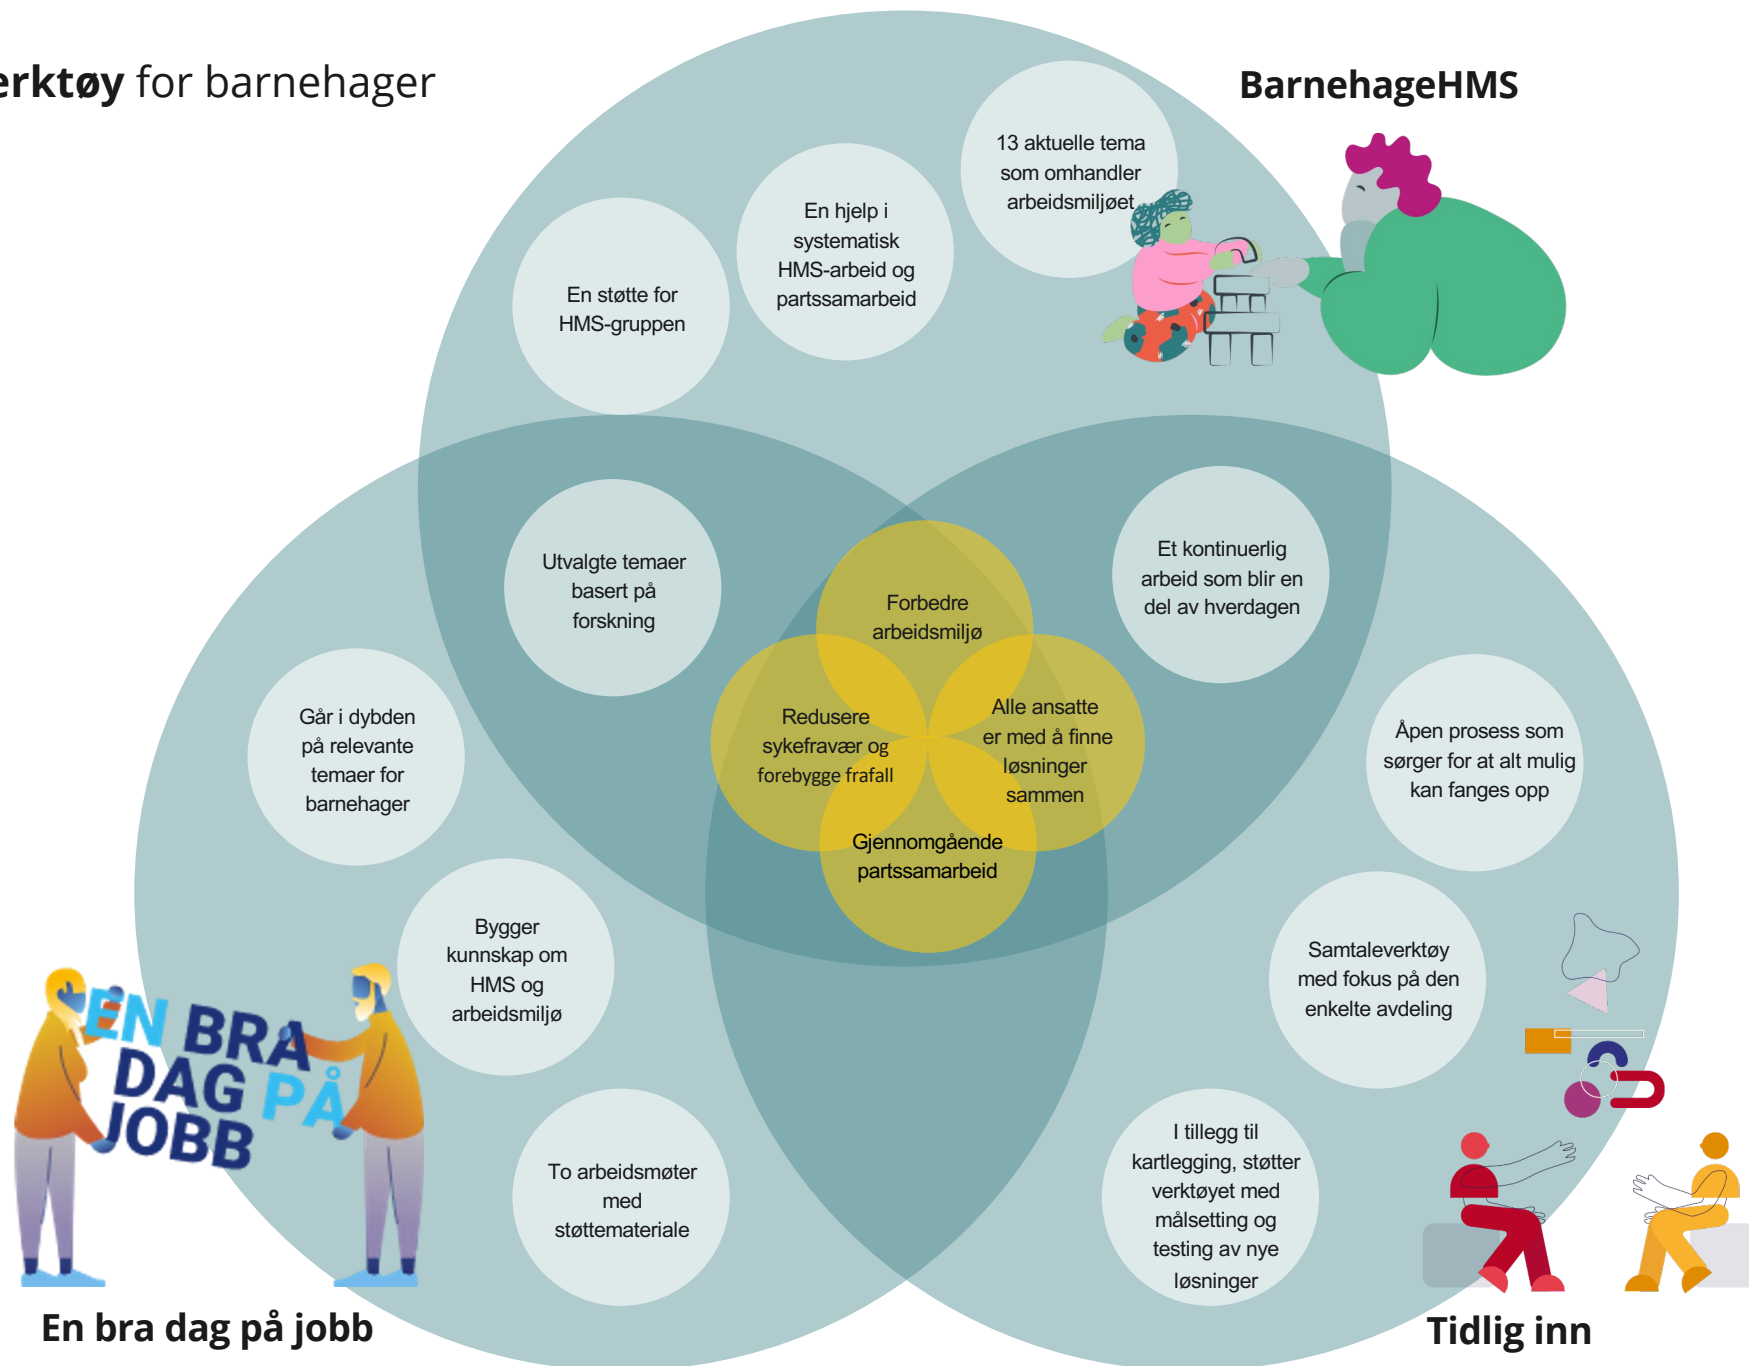 erktøy for barnehager
BarnehageHMS
13 aktuelle tema
som omhandler
arbeidsmiljøet
En hjelp i
systematisk
HMS-arbeid og
partssamarbeid
En støtte for
HMS-gruppen
Utvalgte temaer
basert på
forskning
Et kontinuerlig
arbeid som blir en
del av hverdagen
Forbedre
arbeidsmiljø
Redusere
sykefravær og
forebygge frafall
Alle ansatte
er med å finne
løsninger
sammen
Gjennomgående
partssamarbeid
Går i dybden
på relevante
temaer for
barnehager
Åpen prosess som
sørger for at alt mulig
kan fanges opp
Bygger
kunnskap om
HMS og
arbeidsmiljø
Samtaleverktøy
med fokus på den
enkelte avdeling
To arbeidsmøter
med
støttemateriale
I tillegg til
kartlegging, støtter
verktøyet med
målsetting og
testing av nye
løsninger
EN BRA
DAG PÅ
JOBB
En bra dag på jobb
Tidlig inn